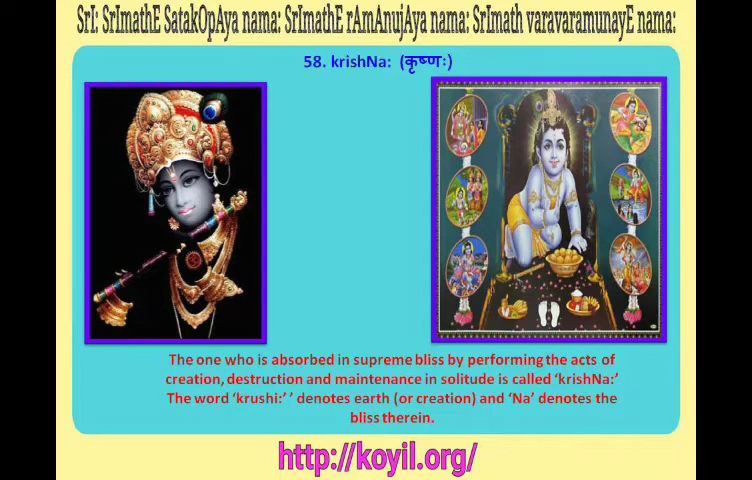 SrI: SrImathE SatakOpAya nama: SrImathE rAmAnujAya nama: SrImath varavaramunayE nama:
58. krishNa: (कृष्णः)
The one who is absorbed in supreme bliss by performing the acts of
creation, destruction and maintenance in solitude is called ‘krishNa:’
The word ‘krushi:’ ’ denotes earth (or creation) and ‘Na’ denotes the
bliss therein.
http://koyil.org/